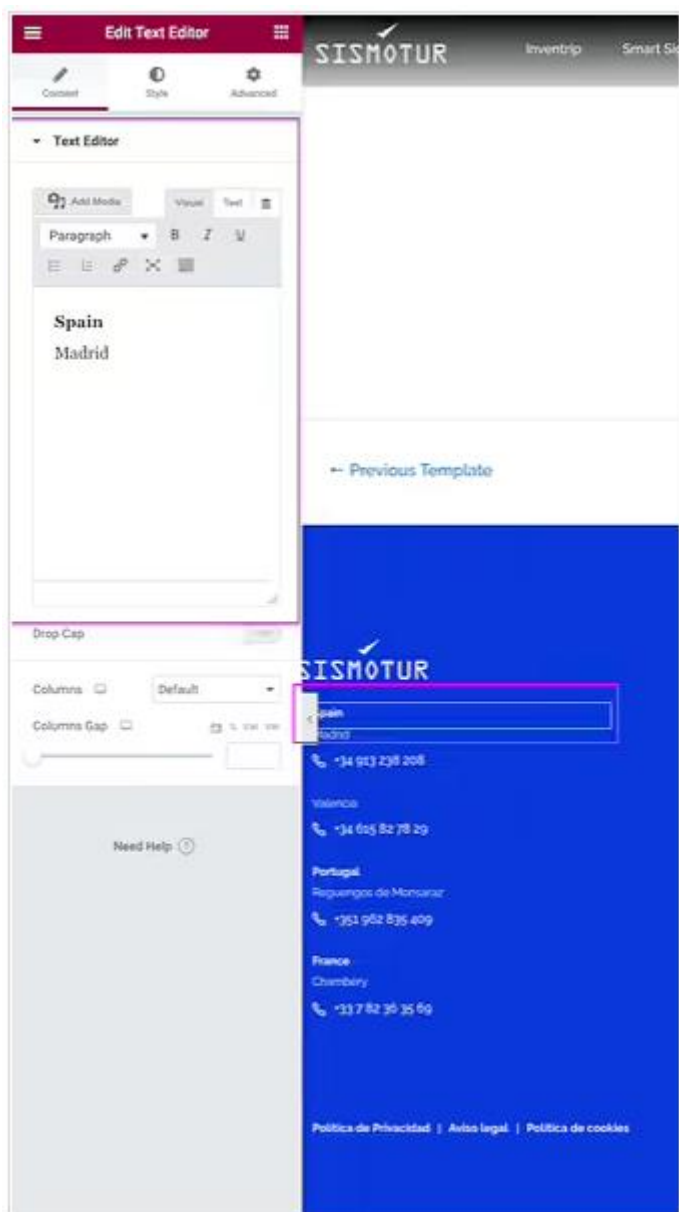 Edit Text Editor
Content Style Advanced
Text Editor
Add Media Visual Text
Paragraph B I U
Spain
Madrid
Drop Cap
Columns Default
Columns Gap
Need Help ?
SISMOTUR
Inventrip Smart
← Previous Template
SISMOTUR
Spain
Madrid
+34 913 238 208
Valencia
+34 615 82 78 29
Portugal
Reguengos de Monsaraz
+351 962 835 409
France
Chambery
+33 7 82 36 35 69
Política de Privacidad | Aviso legal | Política de cookies